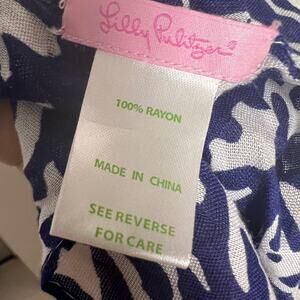 Lilly Pulitzer®
100% RAYON
MADE IN CHINA
SEE REVERSE
FOR CARE